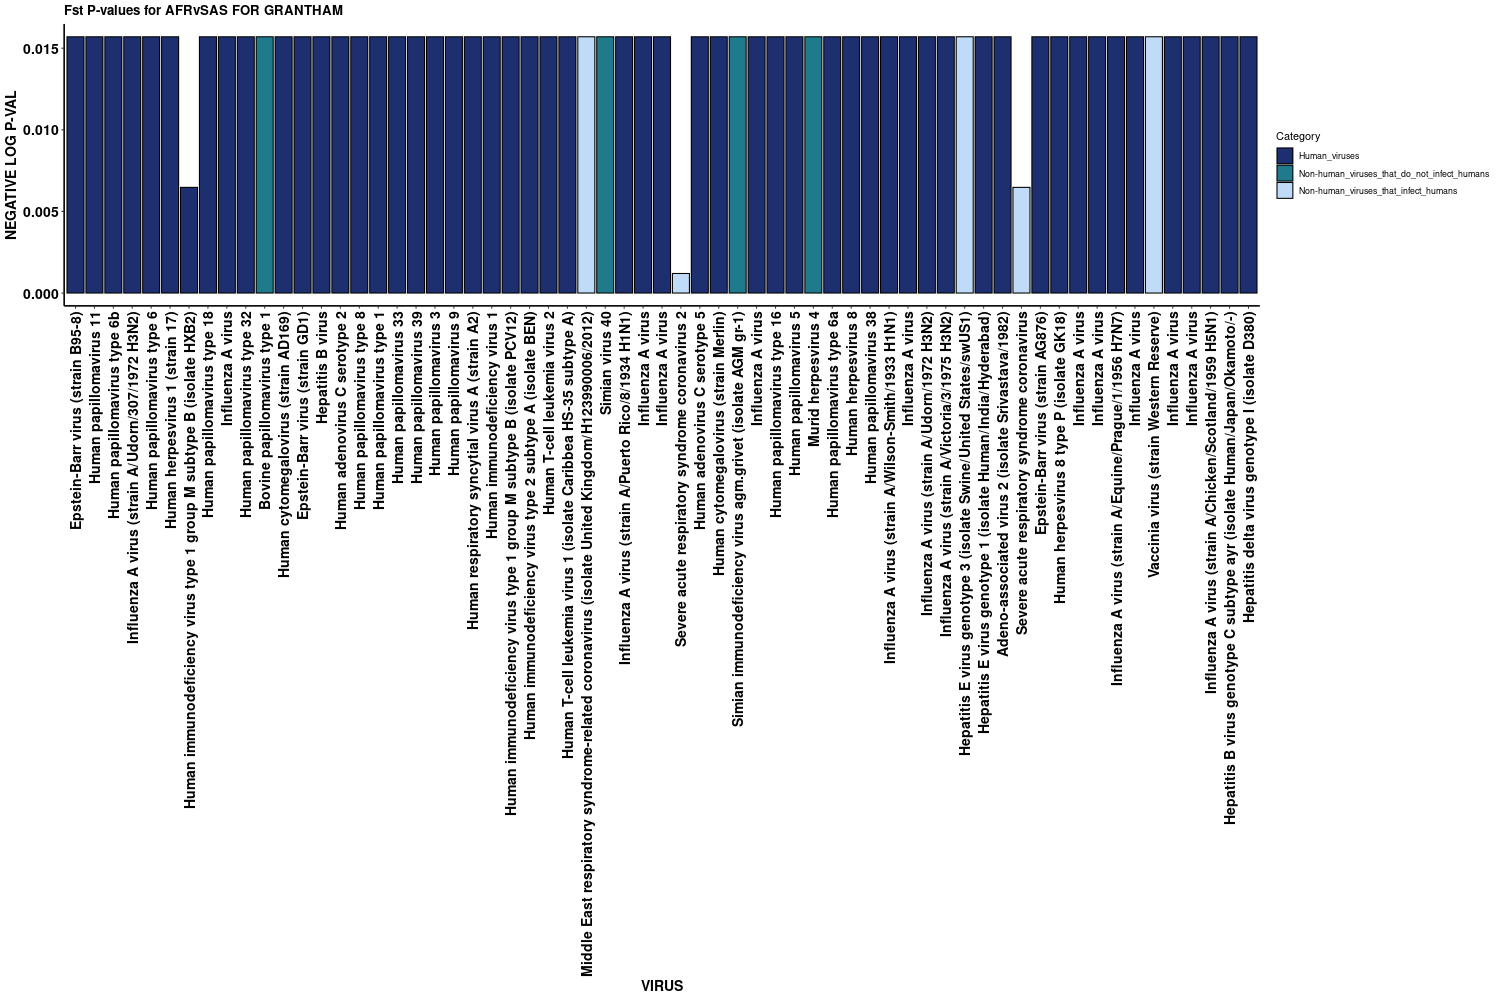 Fst P-values for AFRvSAS FOR GRANTHAM
NEGATIVE LOG P-VAL
0.015
0.010
0.005
0.000
Epstein-Barr virus (strain B95-8)
Human papillomavirus 11
Human papillomavirus type 6b
Influenza A virus (strain A/Udorn/307/1972 H3N2)
Human papillomavirus type 6
Human herpesvirus 1 (strain 17)
Human immunodeficiency virus type 1 group M subtype B (isolate HXB2)
Human papillomavirus type 18
Influenza A virus
Human papillomavirus type 32
Bovine papillomavirus type 1
Human cytomegalovirus (strain AD169)
Epstein-Barr virus (strain GD1)
Hepatitis B virus
Human adenovirus C serotype 2
Human papillomavirus type 8
Human papillomavirus type 1
Human papillomavirus 33
Human papillomavirus 39
Human papillomavirus 3
Human papillomavirus 9
Human respiratory syncytial virus A (strain A2)
Human immunodeficiency virus 1
Human immunodeficiency virus type 1 group M subtype B (isolate PCV12)
Human immunodeficiency virus type 2 subtype A (isolate BEN)
Human T-cell leukemia virus 2
Human T-cell leukemia virus 1 (isolate Caribbea HS-35 subtype A)
Middle East respiratory syndrome-related coronavirus (isolate United Kingdom/H123990006/2012)
Simian virus 40
Influenza A virus (strain A/Puerto Rico/8/1934 H1N1)
Influenza A virus
Influenza A virus
Severe acute respiratory syndrome coronavirus 2
Human adenovirus C serotype 5
Human cytomegalovirus (strain Merlin)
Simian immunodeficiency virus agm.grivet (isolate AGM gr-1)
Influenza A virus
Human papillomavirus type 16
Human papillomavirus 5
Murid herpesvirus 4
Human papillomavirus type 6a
Human herpesvirus 8
Human papillomavirus 38
Influenza A virus (strain A/Wilson-Smith/1933 H1N1)
Influenza A virus
Influenza A virus (strain A/Udorn/1972 H3N2)
Influenza A virus (strain A/Victoria/3/1975 H3N2)
Hepatitis E virus genotype 3 (isolate Swine/United States/swUS1)
Hepatitis E virus genotype 1 (isolate Human/India/Hyderabad)
Adeno-associated virus 2 (isolate Srivastava/1982)
Severe acute respiratory syndrome coronavirus
Epstein-Barr virus (strain AG876)
Human herpesvirus 8 type P (isolate GK18)
Influenza A virus
Influenza A virus
Influenza A virus (strain A/Equine/Prague/1/1956 H7N7)
Influenza A virus
Vaccinia virus (strain Western Reserve)
Influenza A virus
Influenza A virus
Influenza A virus (strain A/Chicken/Scotland/1959 H5N1)
Hepatitis B virus genotype C subtype ayr (isolate Human/Japan/Okamoto/-)
Hepatitis delta virus genotype I (isolate D380)
VIRUS
Category
Human_viruses
Non-human_viruses_that_do_not_infect_humans
Non-human_viruses_that_infect_humans